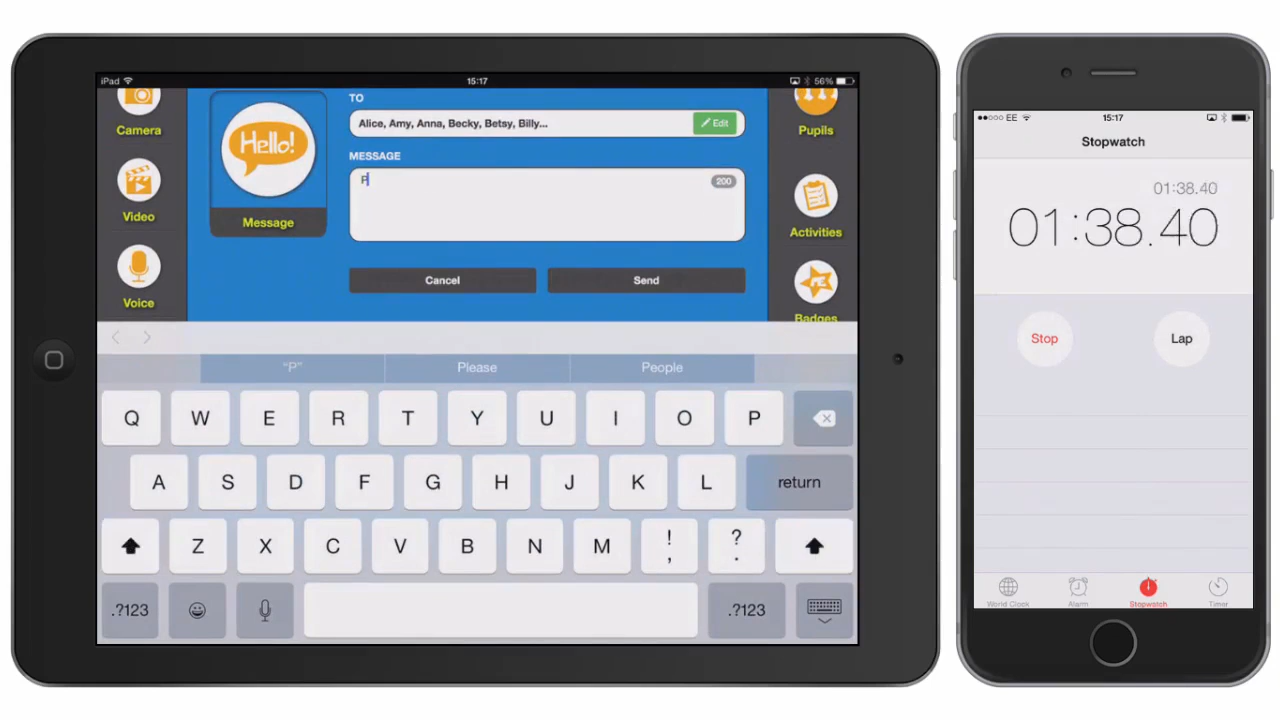 iPad 15:17 56%
Camera
Video
Voice
Hello!
Message
TO
Alice, Amy, Anna, Becky, Betsy, Billy...
Edit
MESSAGE
P
200
Cancel Send
Pupils
Activities
Badges
"P" Please People
Q W E R T Y U I O P
A S D F G H J K L return
Z X C V B N M ! , ? .
.?123 .?123
EE 15:17
Stopwatch
01:38.40
01:38.40
Stop Lap
World Clock Alarm Stopwatch Timer